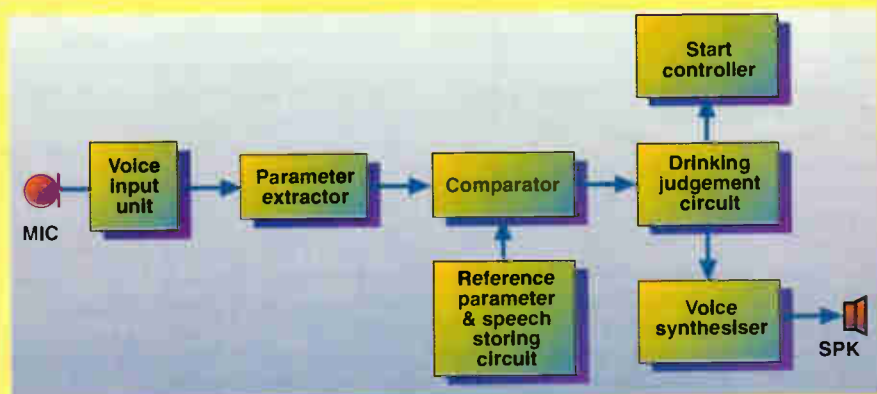 Start
controller
Voice
input
unit
Parameter
extractor
Comparator
Drinking
judgement
circuit
MIC
Reference
parameter
& speech
storing
circuit
Voice
synthesiser
SPK